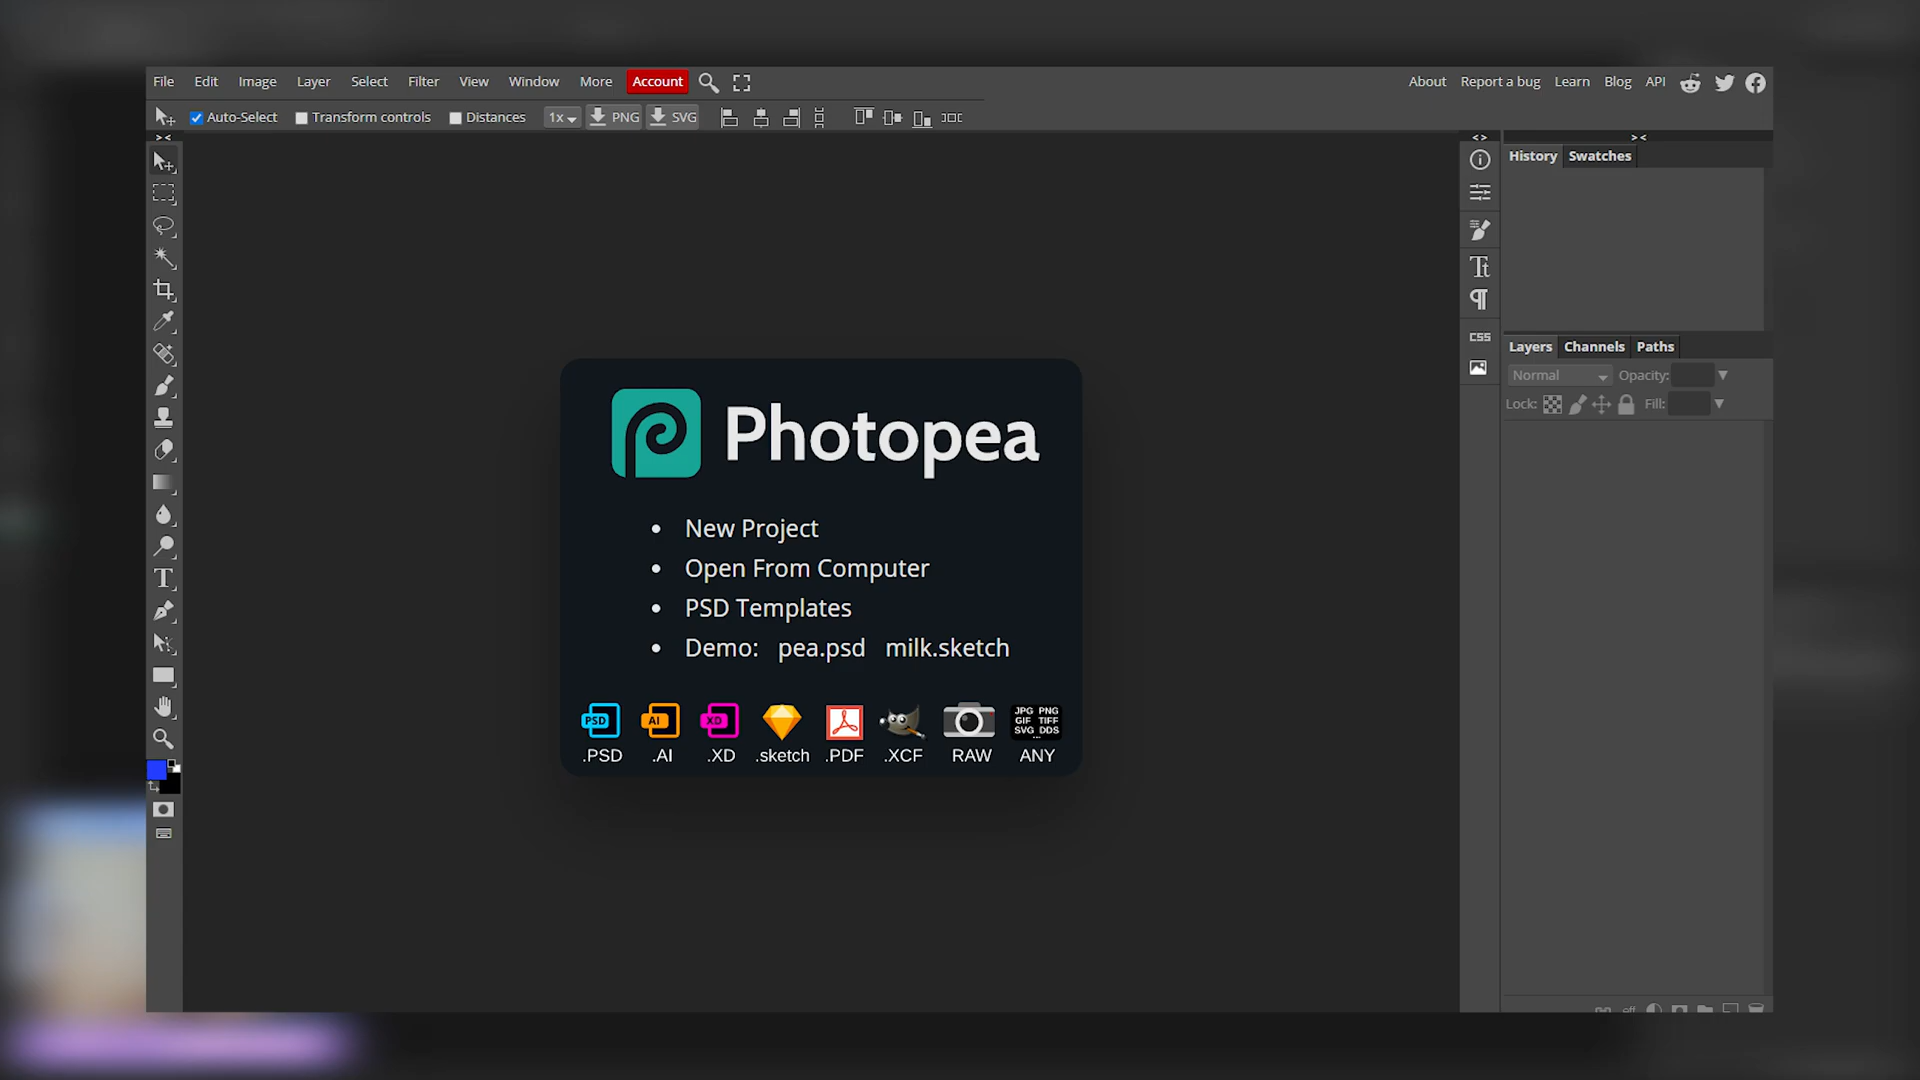 File Edit Image Layer Select Filter View Window More Account About Report a bug Learn Blog API
Auto-Select Transform controls Distances 1x PNG SVG
> < < > > <
History Swatches
Tt
CSS
Layers Channels Paths
Normal Opacity:
Lock: Fill:
Photopea
• New Project
• Open From Computer
• PSD Templates
• Demo: pea.psd milk.sketch
PSD AI XD JPG PNG
GIF TIFF
SVG DDS
...
.PSD .AI .XD .sketch .PDF .XCF RAW ANY
T